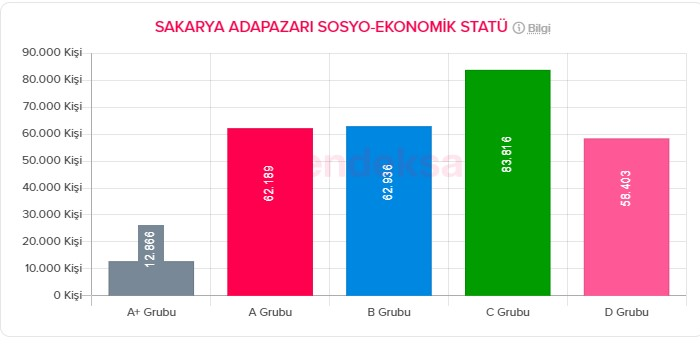 SAKARYA ADAPAZARI SOSYO-EKONOMİK STATÜ Bilgi
90.000 Kişi
80.000 Kişi
70.000 Kişi
60.000 Kişi
50.000 Kişi
40.000 Kişi
30.000 Kişi
20.000 Kişi
10.000 Kişi
0 Kişi
12.866
62.189
62.936
83.816
58.403
endeksa
A+ Grubu
A Grubu
B Grubu
C Grubu
D Grubu